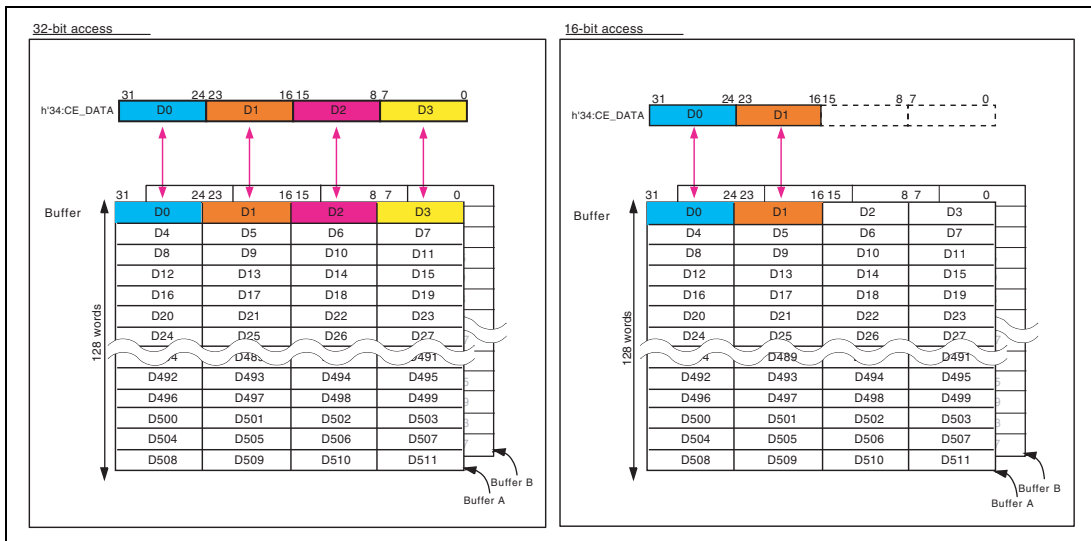 32-bit access
31 24 23 16 15 8 7 0
h'34:CE_DATA D0 D1 D2 D3
31 24 23 16 15 8 7 0
Buffer D0 D1 D2 D3
D4 D5 D6 D7
D8 D9 D10 D11
D12 D13 D14 D15
D16 D17 D18 D19
D20 D21 D22 D23
D24 D25 D26 D27
128 words
D491
D492 D493 D494 D495
D496 D497 D498 D499
D500 D501 D502 D503
D504 D505 D506 D507
D508 D509 D510 D511
Buffer B
Buffer A
16-bit access
31 24 23 16 15 8 7 0
h'34:CE_DATA D0 D1
31 24 23 16 15 8 7 0
Buffer D0 D1 D2 D3
D4 D5 D6 D7
D8 D9 D10 D11
D12 D13 D14 D15
D16 D17 D18 D19
D20 D21 D22 D23
D24 D25 D26 D27
128 words
D489 D491
D492 D493 D494 D495
D496 D497 D498 D499
D500 D501 D502 D503
D504 D505 D506 D507
D508 D509 D510 D511
Buffer B
Buffer A